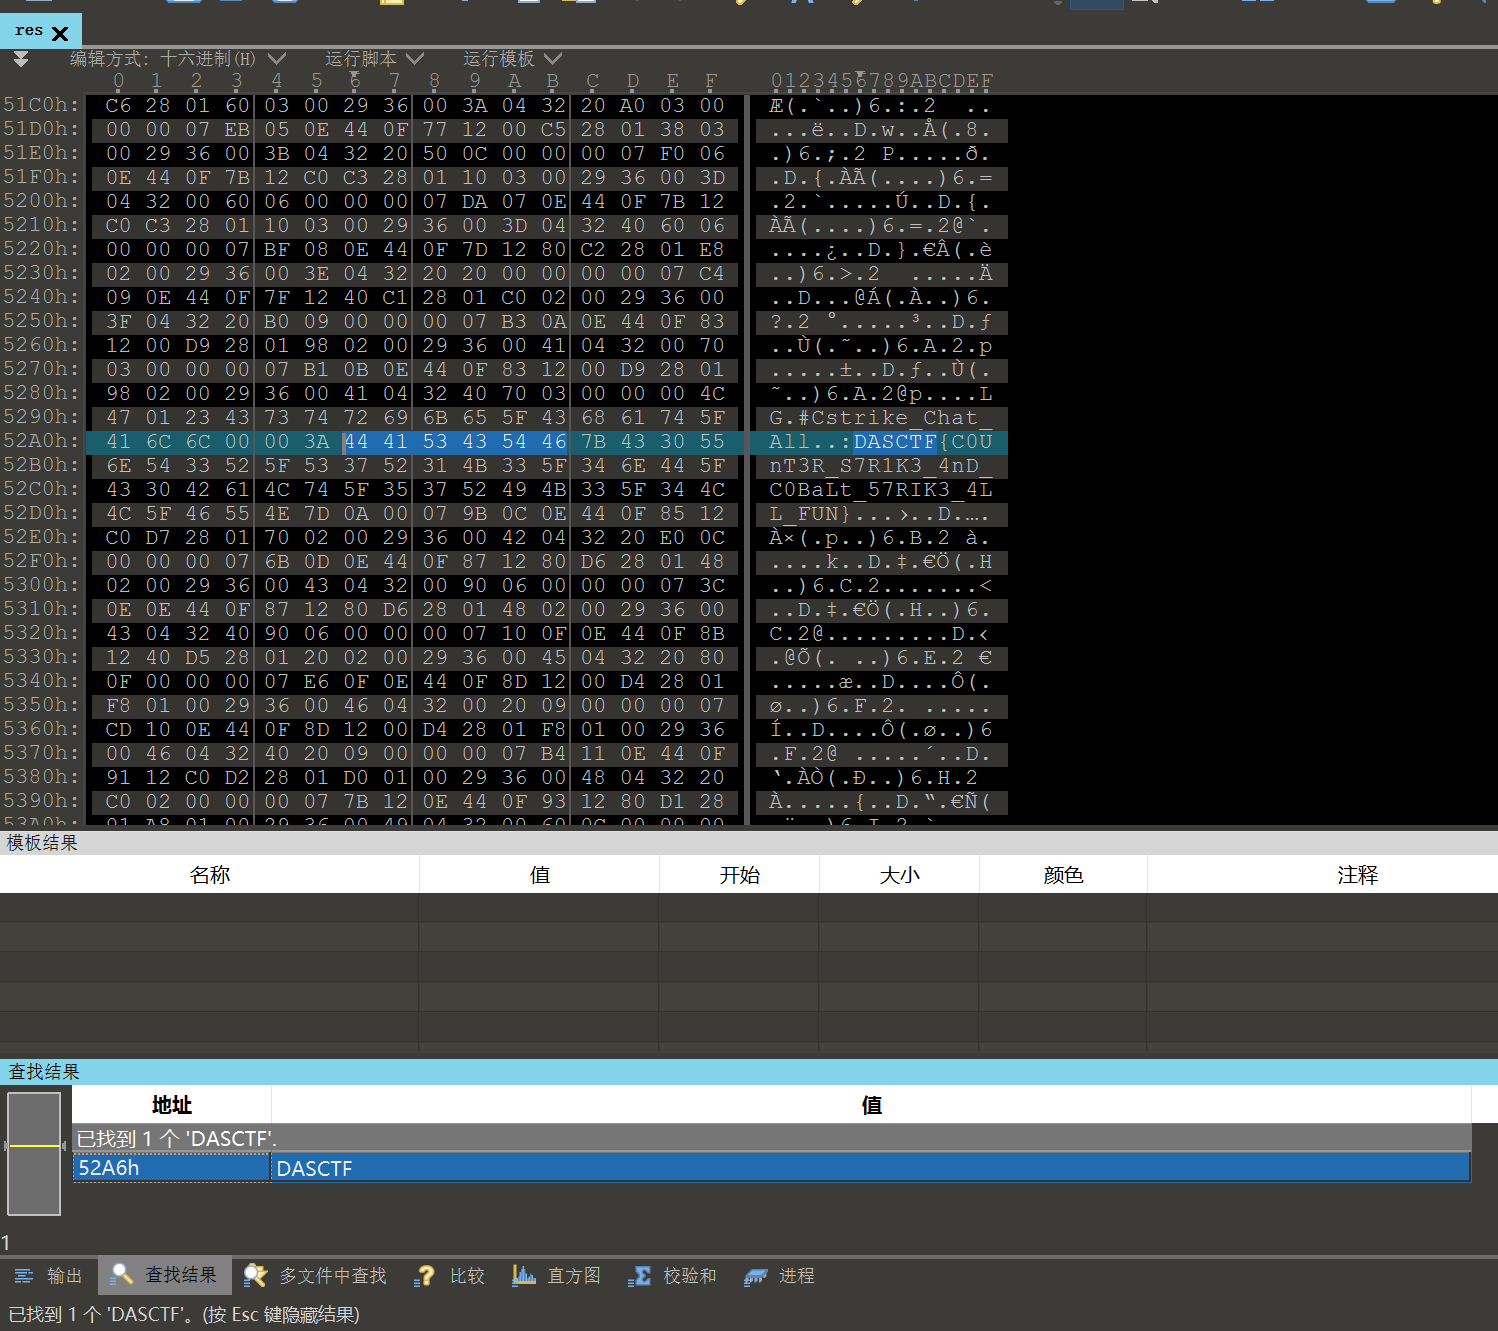 res
编辑方式: 十六进制(H) 运行脚本 运行模板
0 1 2 3 4 5 6 7 8 9 A B C D E F 0123456789ABCDEF
51C0h: C6 28 01 60 03 00 29 36 00 3A 04 32 20 A0 03 00 Æ(.`..)6.:.2 ..
51D0h: 00 00 07 EB 05 0E 44 0F 77 12 00 C5 28 01 38 03 ...ë..D.w..Å(.8.
51E0h: 00 29 36 00 3B 04 32 20 50 0C 00 00 00 07 F0 06 .)6.;.2 P.....ð.
51F0h: 0E 44 0F 7B 12 C0 C3 28 01 10 03 00 29 36 00 3D .D.{.ÀÃ(....)6.=
5200h: 04 32 00 60 06 00 00 00 07 DA 07 0E 44 0F 7B 12 .2.`.....Ú..D.{.
5210h: C0 C3 28 01 10 03 00 29 36 00 3D 04 32 40 60 06 ÀÃ(....)6.=.2@`.
5220h: 00 00 00 07 BF 08 0E 44 0F 7D 12 80 C2 28 01 E8 ....¿..D.}.€Â(.è
5230h: 02 00 29 36 00 3E 04 32 20 20 00 00 00 00 07 C4 ..)6.>.2  .....Ä
5240h: 09 0E 44 0F 7F 12 40 C1 28 01 C0 02 00 29 36 00 ..D...@Á(.À..)6.
5250h: 3F 04 32 20 B0 09 00 00 00 07 B3 0A 0E 44 0F 83 ?.2 °.....³..D.ƒ
5260h: 12 00 D9 28 01 98 02 00 29 36 00 41 04 32 00 70 ..Ù(.˜..)6.A.2.p
5270h: 03 00 00 00 07 B1 0B 0E 44 0F 83 12 00 D9 28 01 .....±..D.ƒ..Ù(.
5280h: 98 02 00 29 36 00 41 04 32 40 70 03 00 00 00 4C ˜..)6.A.2@p....L
5290h: 47 01 23 43 73 74 72 69 6B 65 5F 43 68 61 74 5F G.#Cstrike_Chat_
52A0h: 41 6C 6C 00 00 3A 44 41 53 43 54 46 7B 43 30 55 All..:DASCTF{C0U
52B0h: 6E 54 33 52 5F 53 37 52 31 4B 33 5F 34 6E 44 5F nT3R_S7R1K3_4nD_
52C0h: 43 30 42 61 4C 74 5F 35 37 52 49 4B 33 5F 34 4C C0BaLt_57RIK3_4L
52D0h: 4C 5F 46 55 4E 7D 0A 00 07 9B 0C 0E 44 0F 85 12 L_FUN}...›..D.….
52E0h: C0 D7 28 01 70 02 00 29 36 00 42 04 32 20 E0 0C À×(.p..)6.B.2 à.
52F0h: 00 00 00 07 6B 0D 0E 44 0F 87 12 80 D6 28 01 48 ....k..D.‡.€Ö(.H
5300h: 02 00 29 36 00 43 04 32 00 90 06 00 00 00 07 3C ..)6.C.2.......<
5310h: 0E 0E 44 0F 87 12 80 D6 28 01 48 02 00 29 36 00 ..D.‡.€Ö(.H..)6.
5320h: 43 04 32 40 90 06 00 00 00 07 10 0F 0E 44 0F 8B C.2@.........D.‹
5330h: 12 40 D5 28 01 20 02 00 29 36 00 45 04 32 20 80 .@Õ(. ..)6.E.2 €
5340h: 0F 00 00 00 07 E6 0F 0E 44 0F 8D 12 00 D4 28 01 .....æ..D....Ô(.
5350h: F8 01 00 29 36 00 46 04 32 00 20 09 00 00 00 07 ø..)6.F.2. .....
5360h: CD 10 0E 44 0F 8D 12 00 D4 28 01 F8 01 00 29 36 Í..D....Ô(.ø..)6
5370h: 00 46 04 32 40 20 09 00 00 00 07 B4 11 0E 44 0F .F.2@ .....´..D.
5380h: 91 12 C0 D2 28 01 D0 01 00 29 36 00 48 04 32 20 ‘.ÀÒ(.Ð..)6.H.2
5390h: C0 02 00 00 00 07 7B 12 0E 44 0F 93 12 80 D1 28 À.....{..D.“.€Ñ(
53A0h: 01 A8 01 00 29 36 00 49 04 32 00 60 0C 00 00 00 .¨..)6.I.2.`....
模板结果
名称 值 开始 大小 颜色 注释
查找结果
地址 值
已找到 1 个 'DASCTF'.
52A6h DASCTF
1
输出 查找结果 多文件中查找 比较 直方图 校验和 进程
已找到 1 个 'DASCTF'。(按 Esc 键隐藏结果)